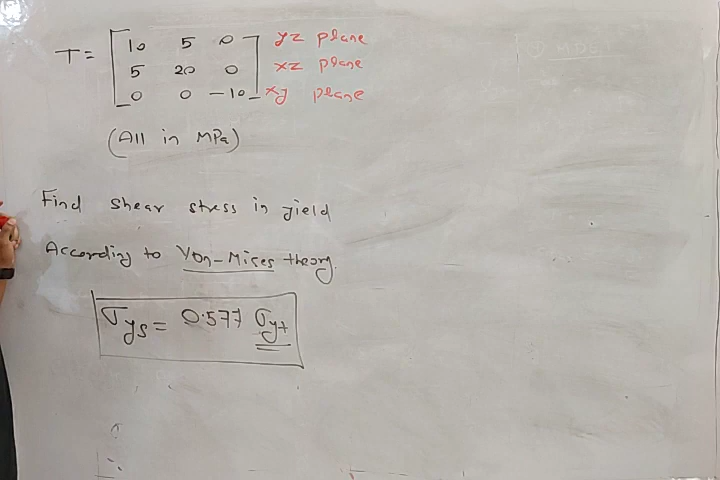 T = [ 10 5 0 ] yz plane
[ 5 20 0 ] xz plane
[ 0 0 -10 ] xy plane
(All in MPa)
Find shear stress in yield
According to Von-Mises theory.
σys = 0.577 σyt